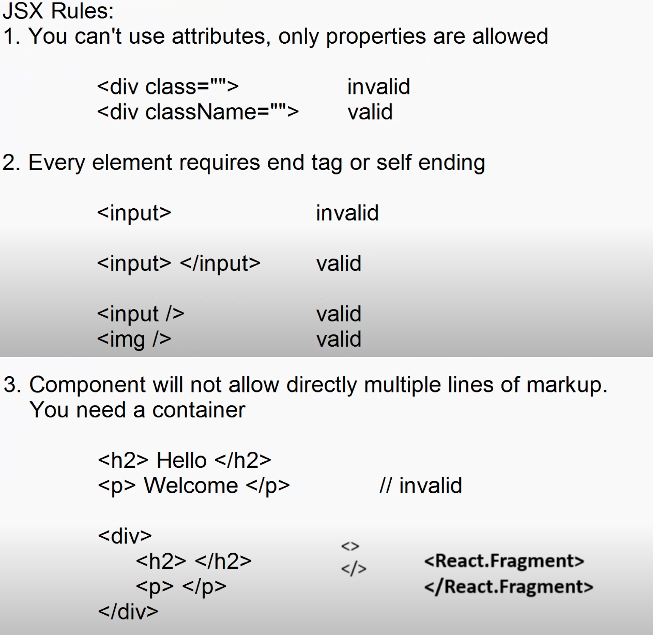 JSX Rules:
1. You can't use attributes, only properties are allowed
<div class=""> invalid
<div className=""> valid
2. Every element requires end tag or self ending
<input> invalid
<input> </input> valid
<input /> valid
<img /> valid
3. Component will not allow directly multiple lines of markup.
You need a container
<h2> Hello </h2>
<p> Welcome </p> // invalid
<div>
<h2> </h2>
<p> </p>
</div>
<>
</>
<React.Fragment>
</React.Fragment>